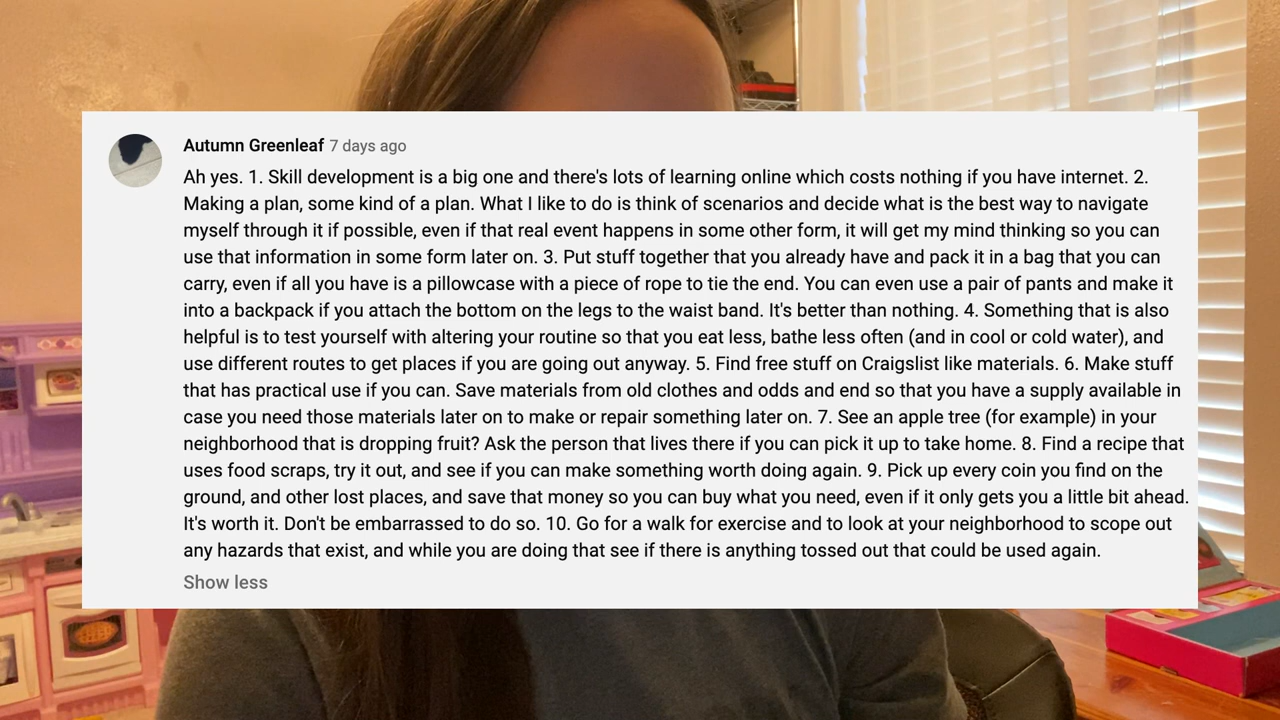 Autumn Greenleaf 7 days ago
Ah yes. 1. Skill development is a big one and there's lots of learning online which costs nothing if you have internet. 2.
Making a plan, some kind of a plan. What I like to do is think of scenarios and decide what is the best way to navigate
myself through it if possible, even if that real event happens in some other form, it will get my mind thinking so you can
use that information in some form later on. 3. Put stuff together that you already have and pack it in a bag that you can
carry, even if all you have is a pillowcase with a piece of rope to tie the end. You can even use a pair of pants and make it
into a backpack if you attach the bottom on the legs to the waist band. It's better than nothing. 4. Something that is also
helpful is to test yourself with altering your routine so that you eat less, bathe less often (and in cool or cold water), and
use different routes to get places if you are going out anyway. 5. Find free stuff on Craigslist like materials. 6. Make stuff
that has practical use if you can. Save materials from old clothes and odds and end so that you have a supply available in
case you need those materials later on to make or repair something later on. 7. See an apple tree (for example) in your
neighborhood that is dropping fruit? Ask the person that lives there if you can pick it up to take home. 8. Find a recipe that
uses food scraps, try it out, and see if you can make something worth doing again. 9. Pick up every coin you find on the
ground, and other lost places, and save that money so you can buy what you need, even if it only gets you a little bit ahead.
It's worth it. Don't be embarrassed to do so. 10. Go for a walk for exercise and to look at your neighborhood to scope out
any hazards that exist, and while you are doing that see if there is anything tossed out that could be used again.
Show less